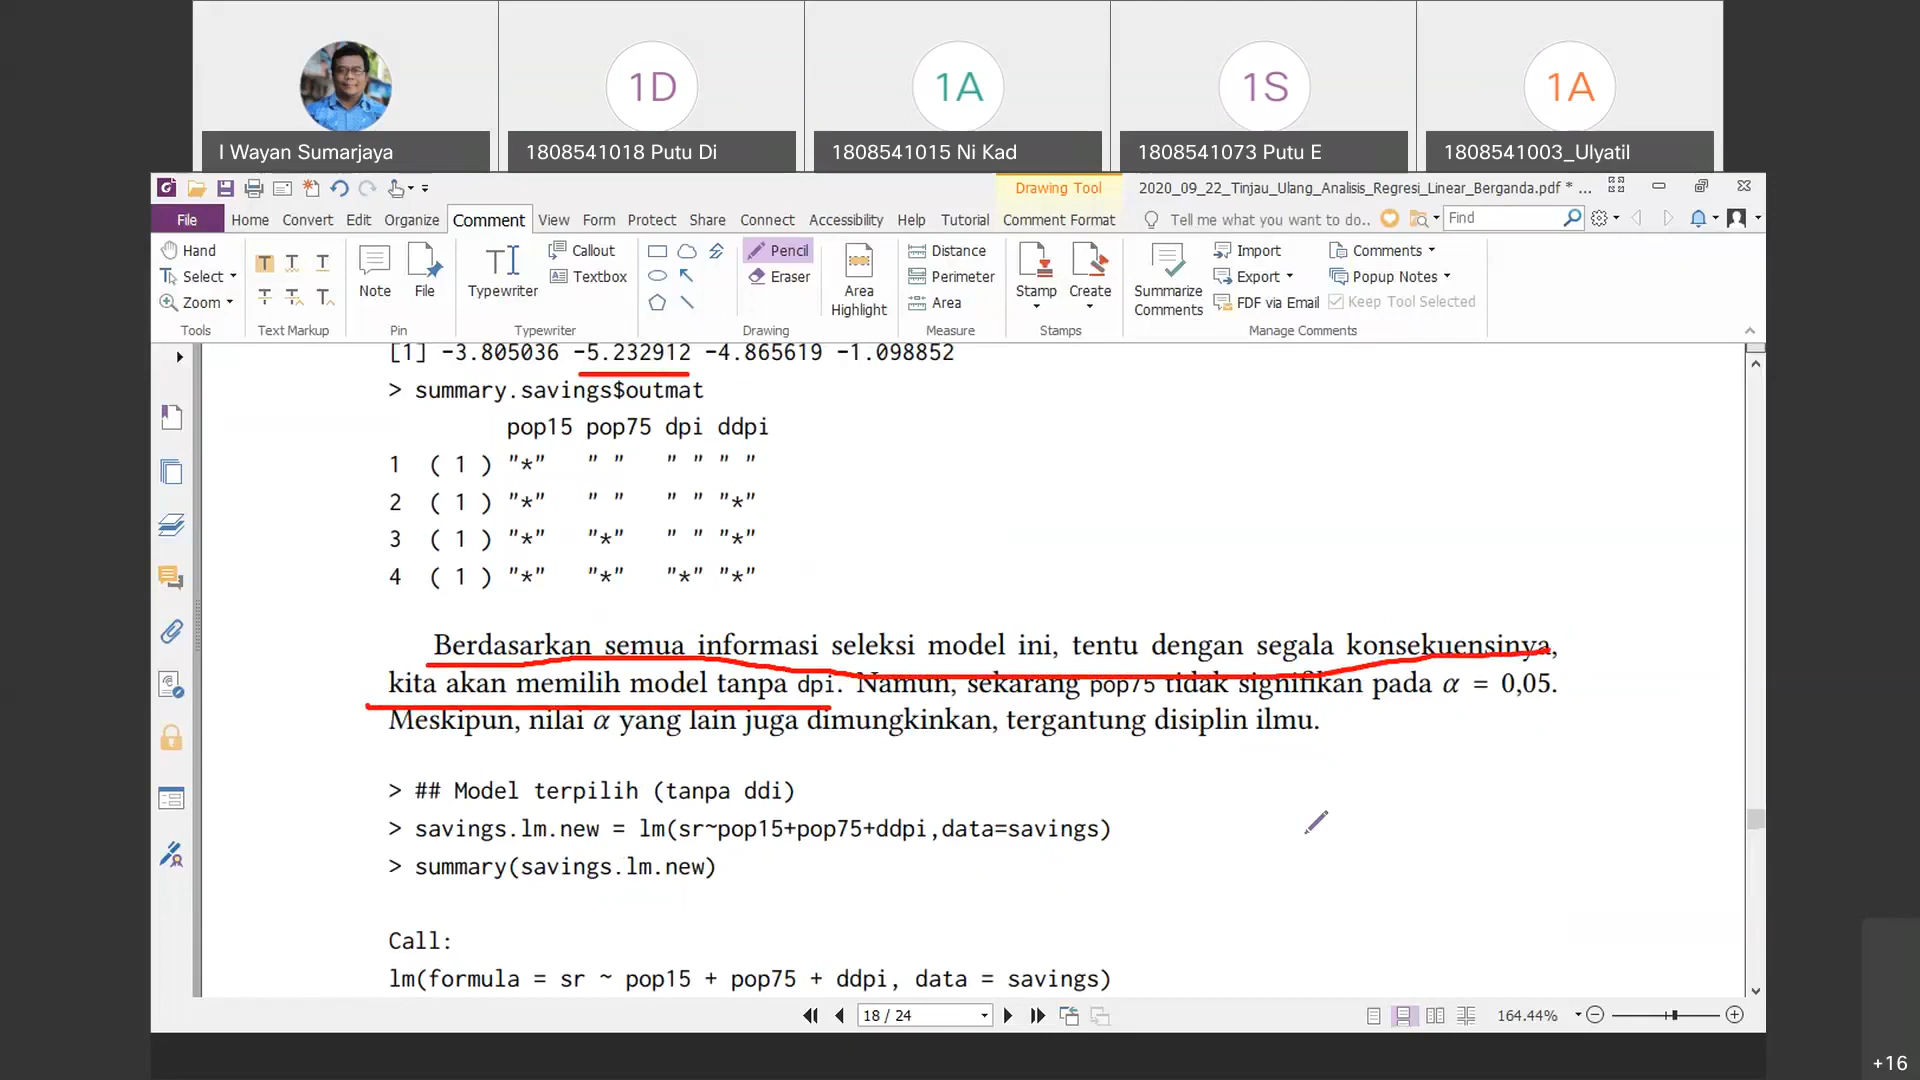 1D
1A
1S
1A
I Wayan Sumarjaya
1808541018 Putu Di
1808541015 Ni Kad
1808541073 Putu E
1808541003_Ulyatil
Drawing Tool
2020_09_22_Tinjau_Ulang_Analisis_Regresi_Linear_Berganda.pdf * ...
File Home Convert Edit Organize Comment View Form Protect Share Connect Accessibility Help Tutorial Comment Format Tell me what you want to do.. Find
Hand
Select
Zoom
Tools
Text Markup
Note
File
Pin
Typewriter
Callout
Textbox
Typewriter
Pencil
Eraser
Area
Highlight
Drawing
Distance
Perimeter
Area
Measure
Stamp
Create
Stamps
Summarize
Comments
Import
Export
FDF via Email
Comments
Popup Notes
Keep Tool Selected
Manage Comments
[1] -3.805036 -5.232912 -4.865619 -1.098852
> summary.savings$outmat
pop15 pop75 dpi ddpi
1 ( 1 ) "*" " " " " " "
2 ( 1 ) "*" " " " " "*"
3 ( 1 ) "*" "*" " " "*"
4 ( 1 ) "*" "*" "*" "*"
Berdasarkan semua informasi seleksi model ini, tentu dengan segala konsekuensinya,
kita akan memilih model tanpa dpi. Namun, sekarang pop75 tidak signifikan pada α = 0,05.
Meskipun, nilai α yang lain juga dimungkinkan, tergantung disiplin ilmu.
> ## Model terpilih (tanpa ddi)
> savings.lm.new = lm(sr~pop15+pop75+ddpi,data=savings)
> summary(savings.lm.new)
Call:
lm(formula = sr ~ pop15 + pop75 + ddpi, data = savings)
18 / 24
164.44%
+16